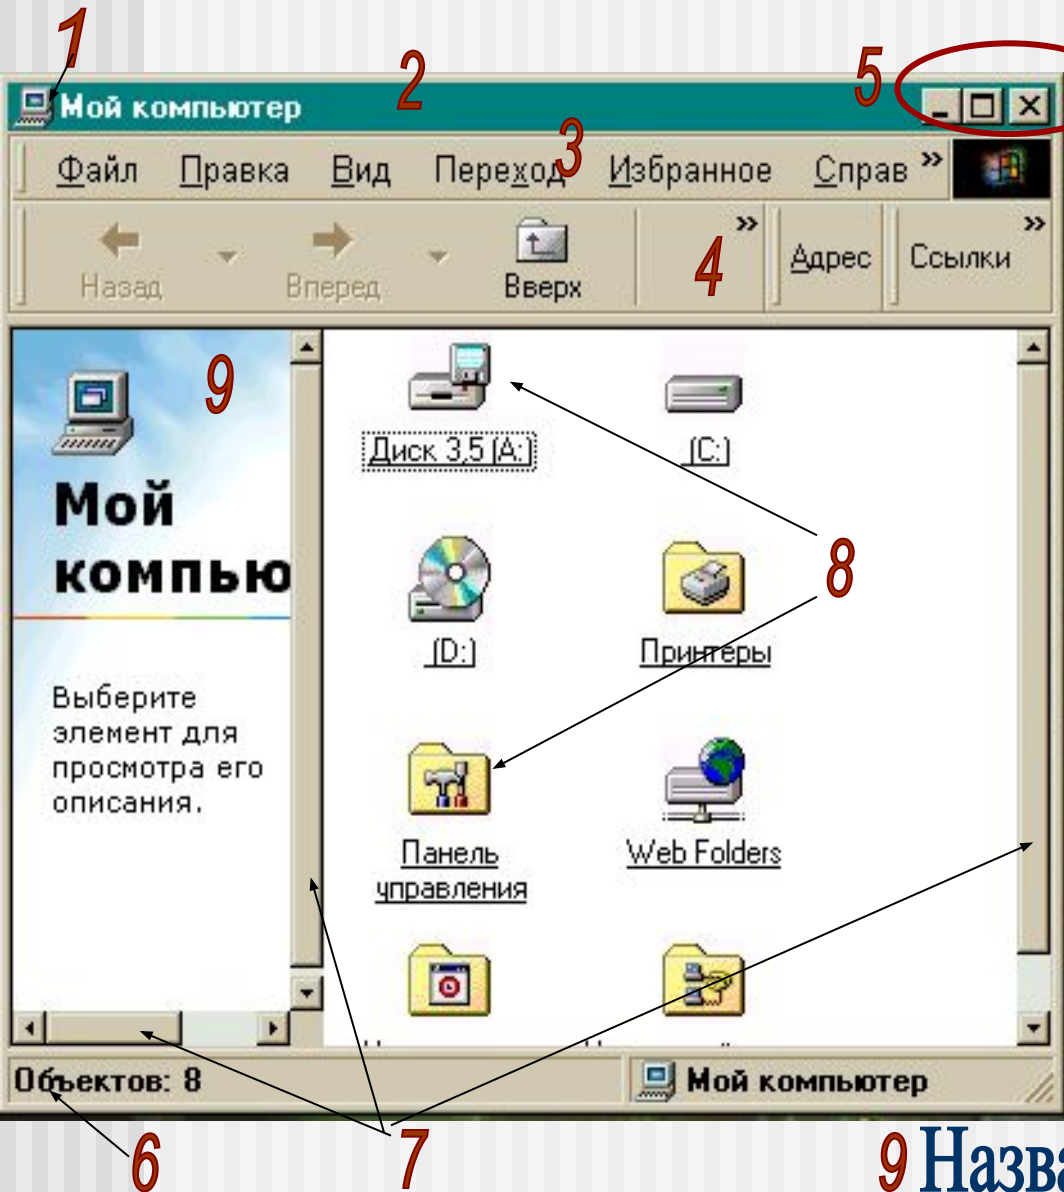 1
2
5
Мой компьютер
3
Файл Правка Вид Переход Избранное Справ »
Назад Вперед Вверх » 4 Адрес Ссылки »
9
Диск 3,5 (A:) (C:)
Мой
компью
8
(D:) Принтеры
Выберите
элемент для
просмотра его
описания.
Панель
управления
Web Folders
Объектов: 8 Мой компьютер
6 7
9